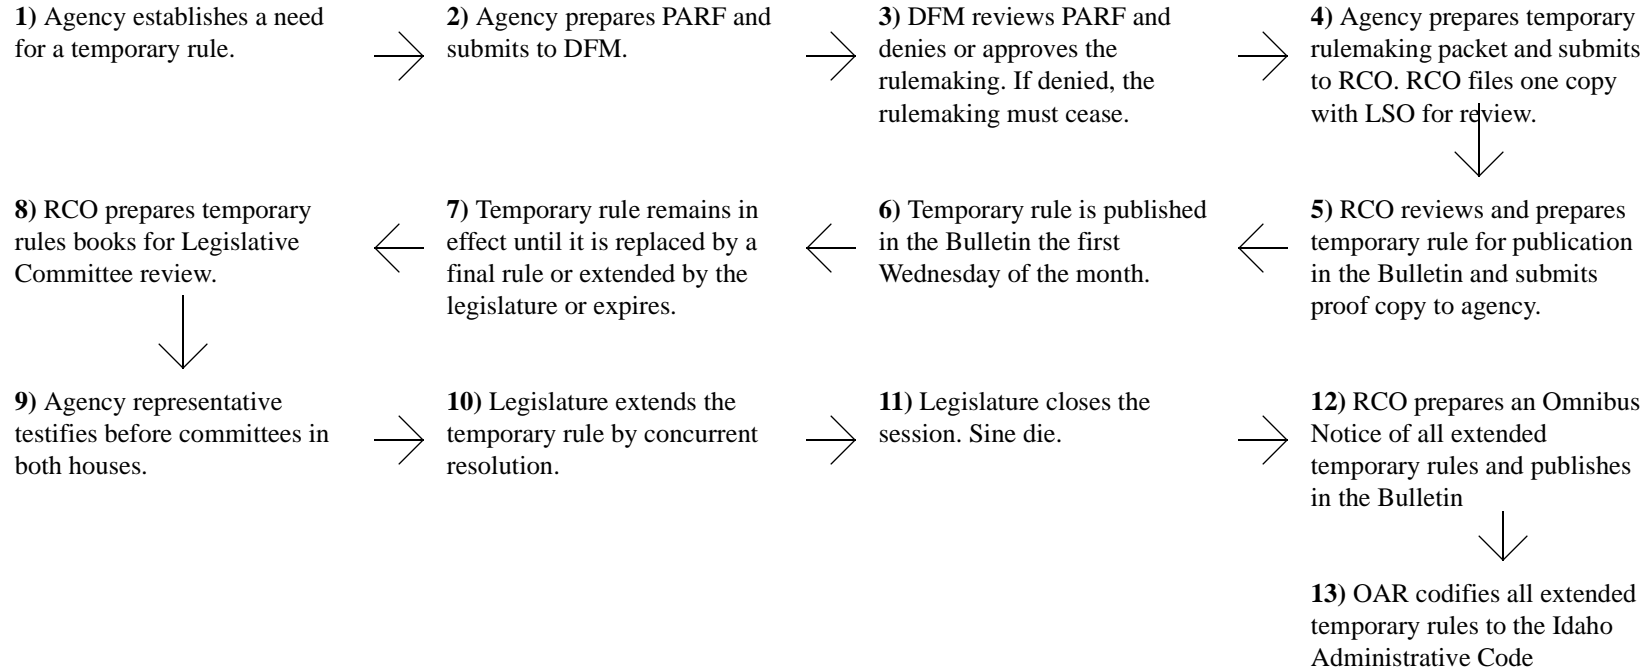 1) Agency establishes a need
for a temporary rule.
2) Agency prepares PARF and
submits to DFM.
3) DFM reviews PARF and
denies or approves the
rulemaking. If denied, the
rulemaking must cease.
4) Agency prepares temporary
rulemaking packet and submits
to RCO. RCO files one copy
with LSO for review.
5) RCO reviews and prepares
temporary rule for publication
in the Bulletin and submits
proof copy to agency.
6) Temporary rule is published
in the Bulletin the first
Wednesday of the month.
7) Temporary rule remains in
effect until it is replaced by a
final rule or extended by the
legislature or expires.
8) RCO prepares temporary
rules books for Legislative
Committee review.
9) Agency representative
testifies before committees in
both houses.
10) Legislature extends the
temporary rule by concurrent
resolution.
11) Legislature closes the
session. Sine die.
12) RCO prepares an Omnibus
Notice of all extended
temporary rules and publishes
in the Bulletin
13) OAR codifies all extended
temporary rules to the Idaho
Administrative Code